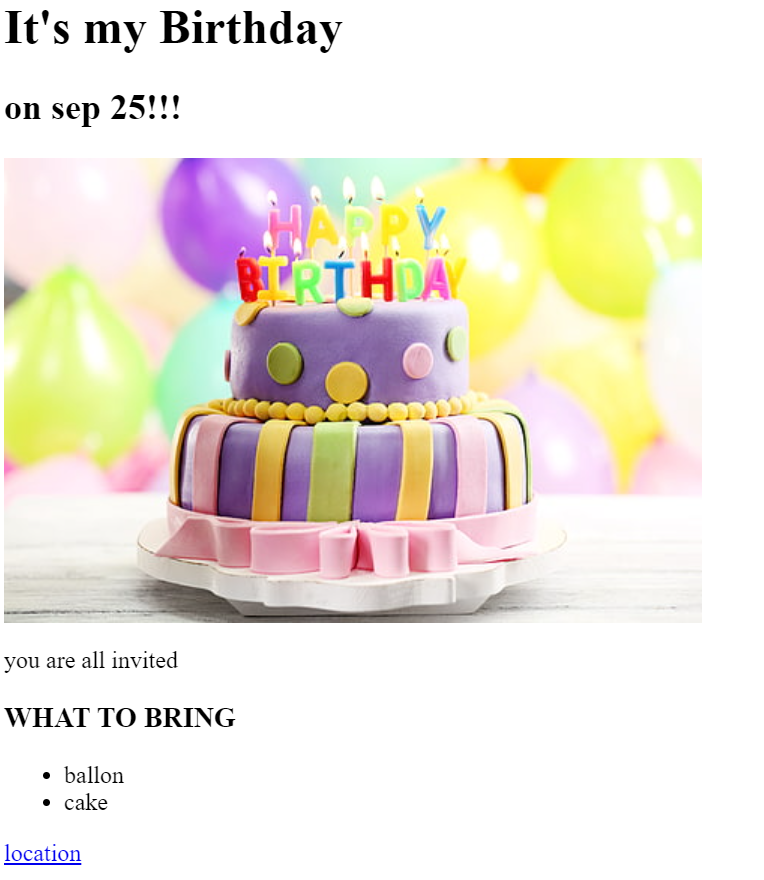 It's my Birthday
on sep 25!!!
HAPPY
BIRTHDAY
you are all invited
WHAT TO BRING
ballon
cake
location